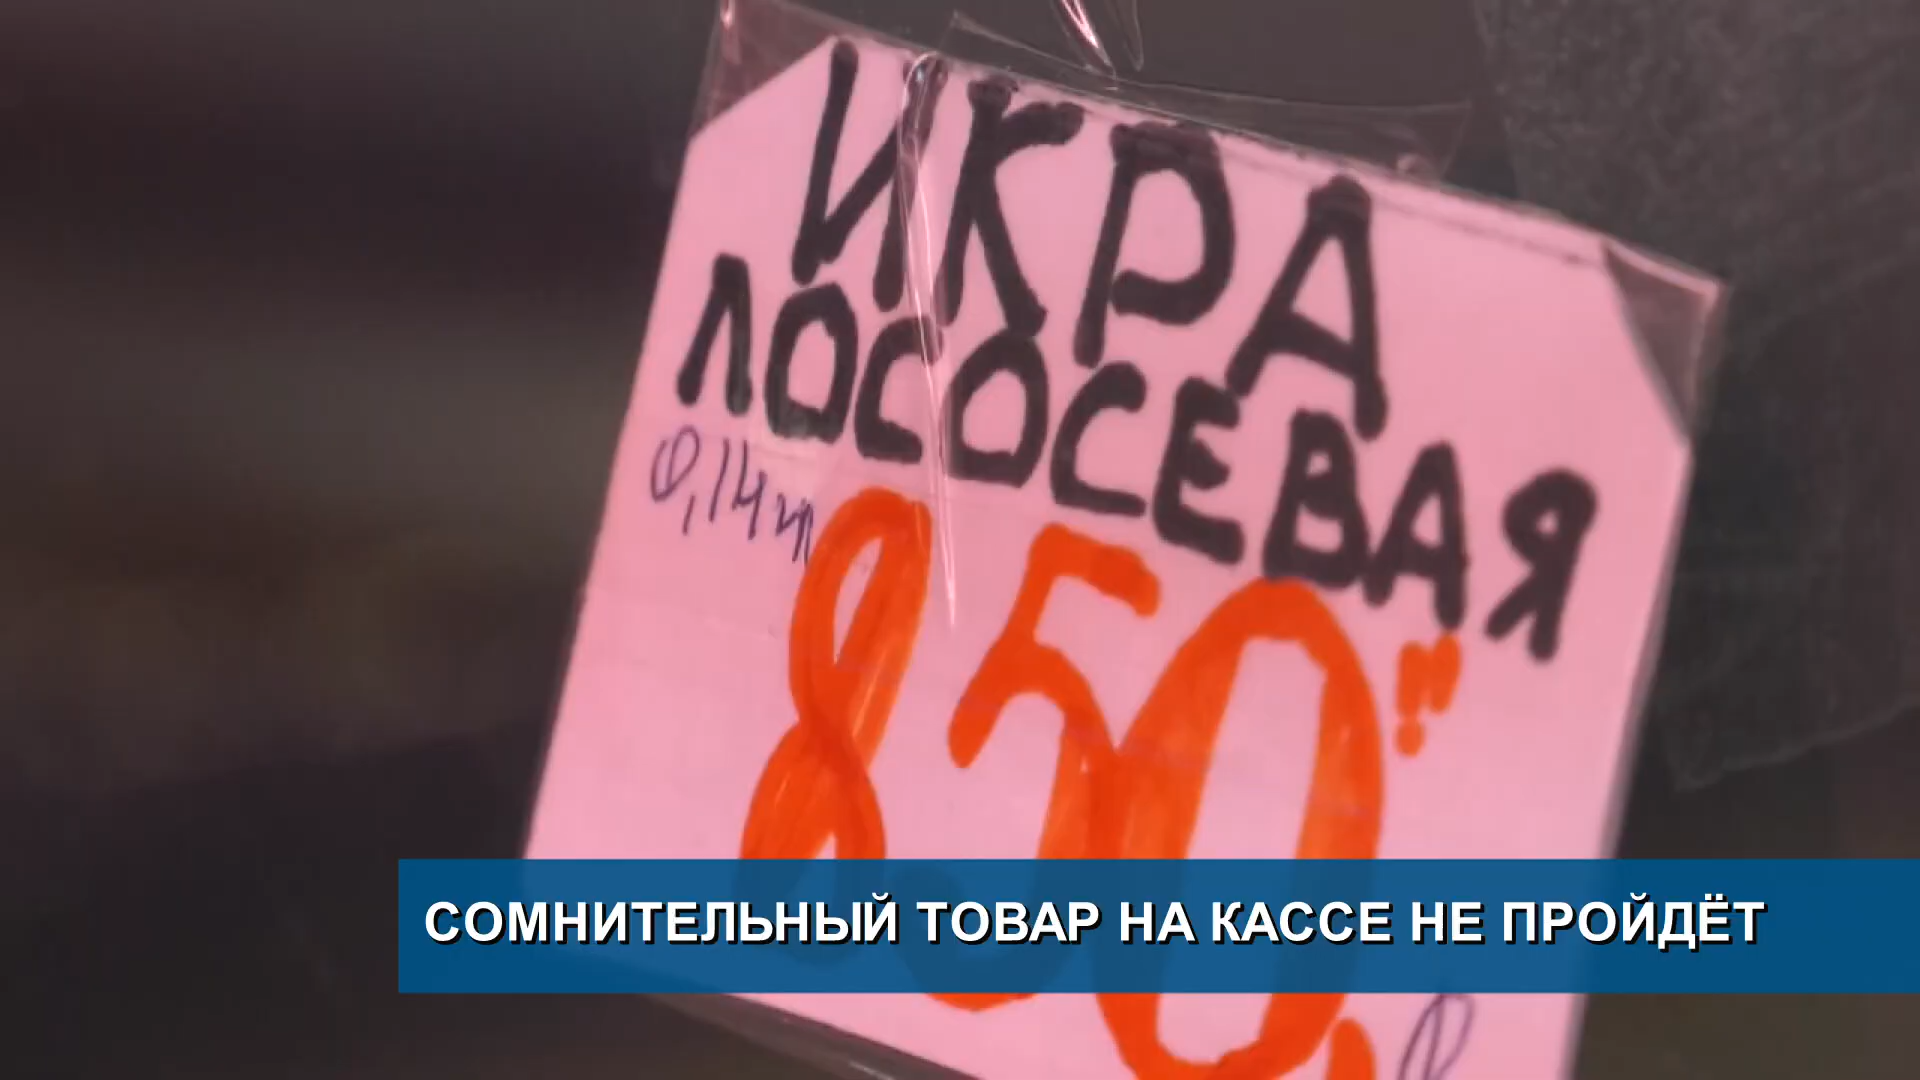 ИКРА
ЛОСОСЕВАЯ
0,14
850
СОМНИТЕЛЬНЫЙ ТОВАР НА КАССЕ НЕ ПРОЙДЁТ